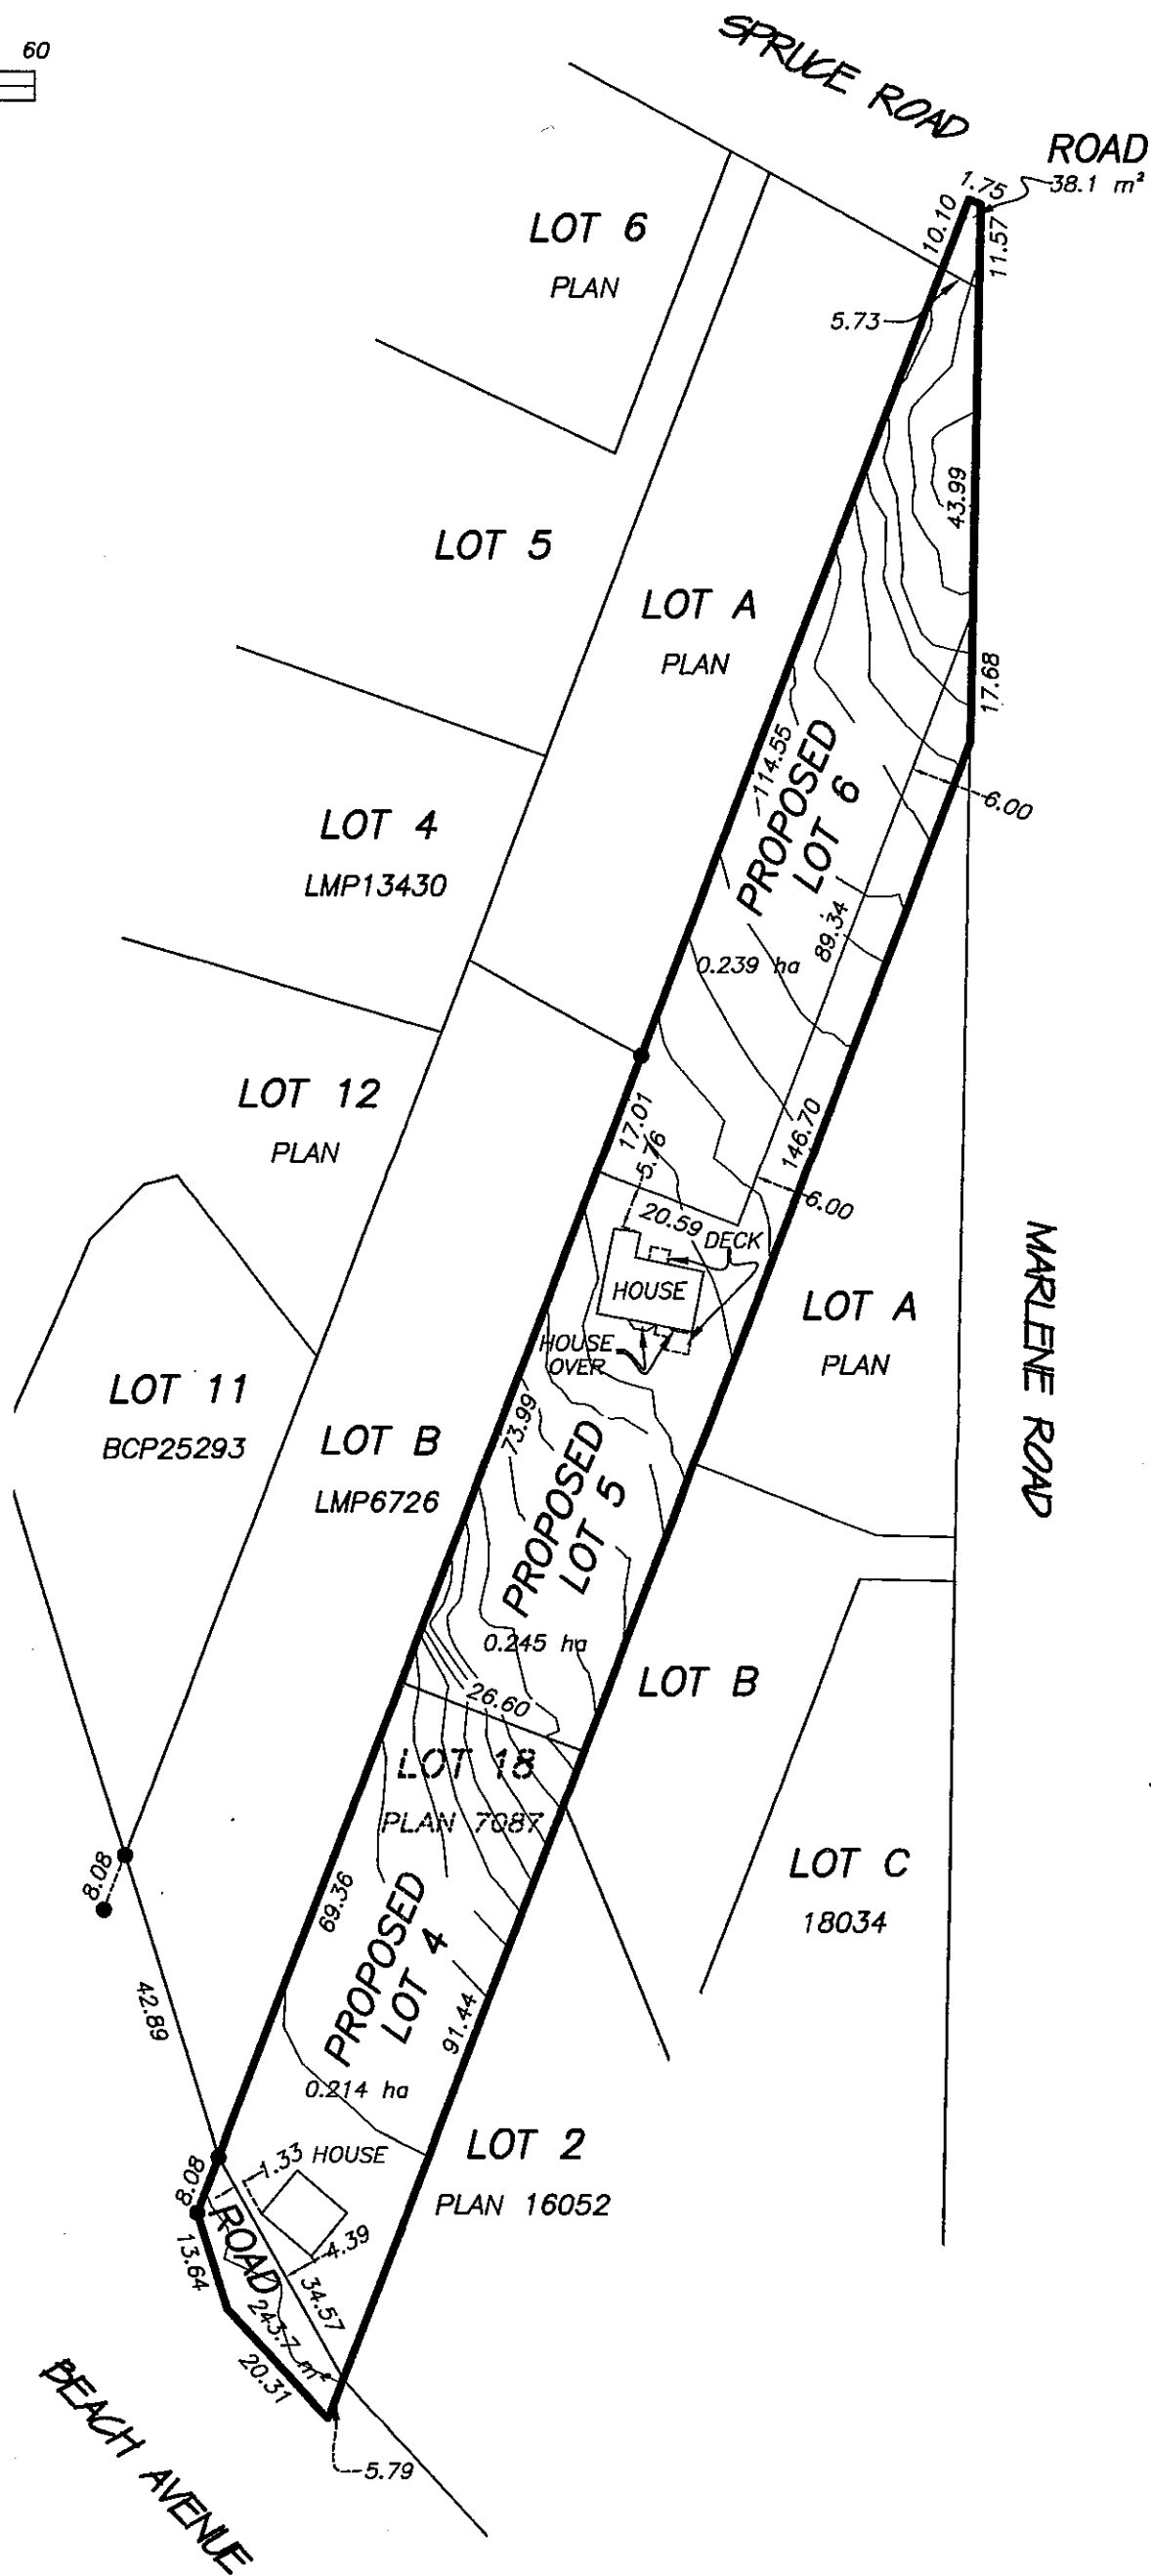 60
SPRUCE ROAD
ROAD
38.1 m²
1.75
10.10
11.57
5.73
LOT 6
PLAN
43.99
LOT 5
LOT A
PLAN
17.68
114.55
PROPOSED
LOT 6
6.00
LOT 4
LMP13430
89.34
0.239 ha
LOT 12
PLAN
17.01
5.76
146.70
6.00
20.59
DECK
HOUSE
HOUSE
OVER
LOT A
PLAN
MARLENE ROAD
LOT 11
BCP25293
LOT B
LMP6726
73.99
PROPOSED
LOT 5
0.245 ha
26.60
LOT B
LOT 18
PLAN 7087
LOT C
18034
8.08
69.36
PROPOSED
LOT 4
42.89
91.44
0.214 ha
LOT 2
PLAN 16052
1.33
HOUSE
8.08
ROAD
243.7 m²
4.39
13.64
34.57
20.31
5.79
BEACH AVENUE